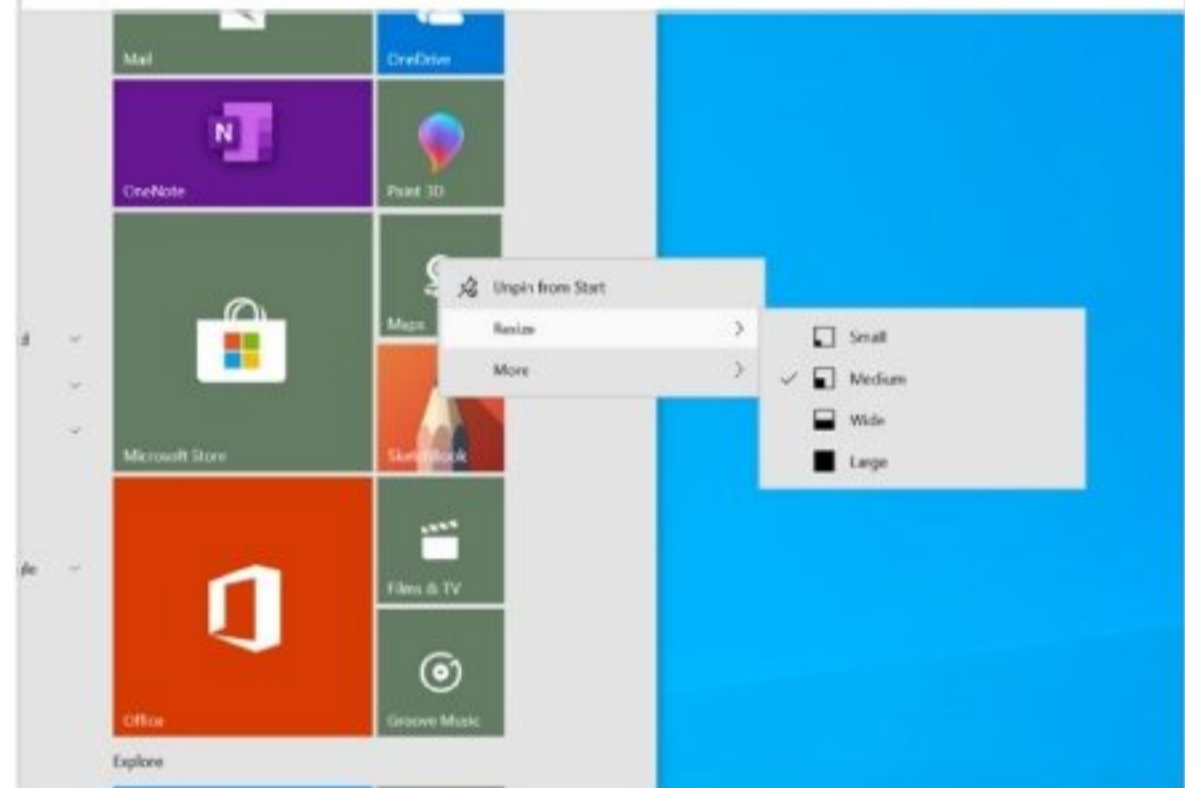 Mail
OneDrive
N
OneNote
Paint 3D
Maps
Unpin from Start
Resize
More
Small
Medium
Wide
Large
Microsoft Store
SketchBook
Office
Films & TV
Groove Music
Explore